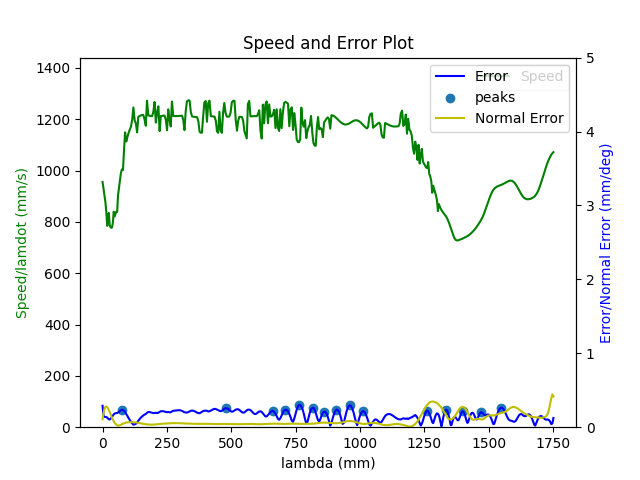 Speed and Error Plot
1400
1200
1000
800
600
400
200
0
Speed/lamdot (mm/s)
5
4
3
2
1
0
Error/Normal Error (mm/deg)
Error
Speed
peaks
Normal Error
0 250 500 750 1000 1250 1500 1750
lambda (mm)